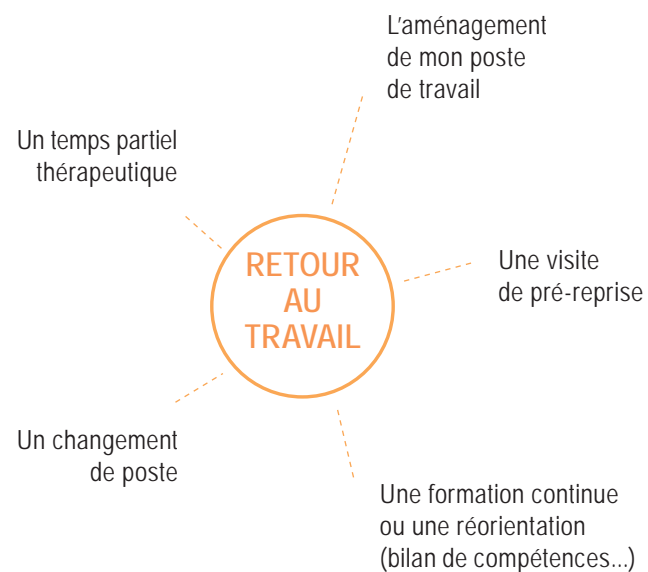 L'aménagement
de mon poste
de travail
Un temps partiel
thérapeutique
RETOUR
AU
TRAVAIL
Une visite
de pré-reprise
Un changement
de poste
Une formation continue
ou une réorientation
(bilan de compétences...)